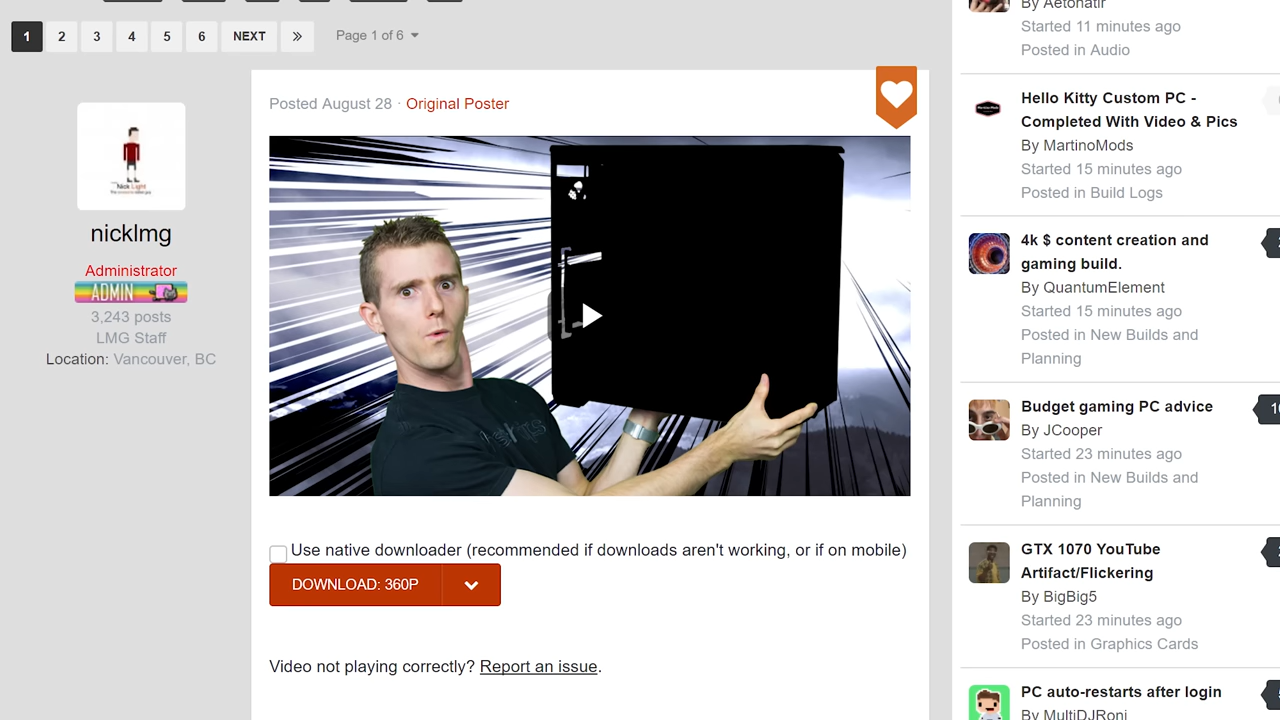 1 2 3 4 5 6 NEXT » Page 1 of 6
Posted August 28 · Original Poster
Nick Light
nicklmg
Administrator
ADMIN
3,243 posts
LMG Staff
Location: Vancouver, BC
Use native downloader (recommended if downloads aren't working, or if on mobile)
DOWNLOAD: 360P
Video not playing correctly? Report an issue.
By Aetonatir
Started 11 minutes ago
Posted in Audio
Hello Kitty Custom PC -
Completed With Video & Pics
By MartinoMods
Started 15 minutes ago
Posted in Build Logs
4k $ content creation and
gaming build.
By QuantumElement
Started 15 minutes ago
Posted in New Builds and
Planning
Budget gaming PC advice
By JCooper
Started 23 minutes ago
Posted in New Builds and
Planning
GTX 1070 YouTube
Artifact/Flickering
By BigBig5
Started 23 minutes ago
Posted in Graphics Cards
PC auto-restarts after login
By MultiDJRoni